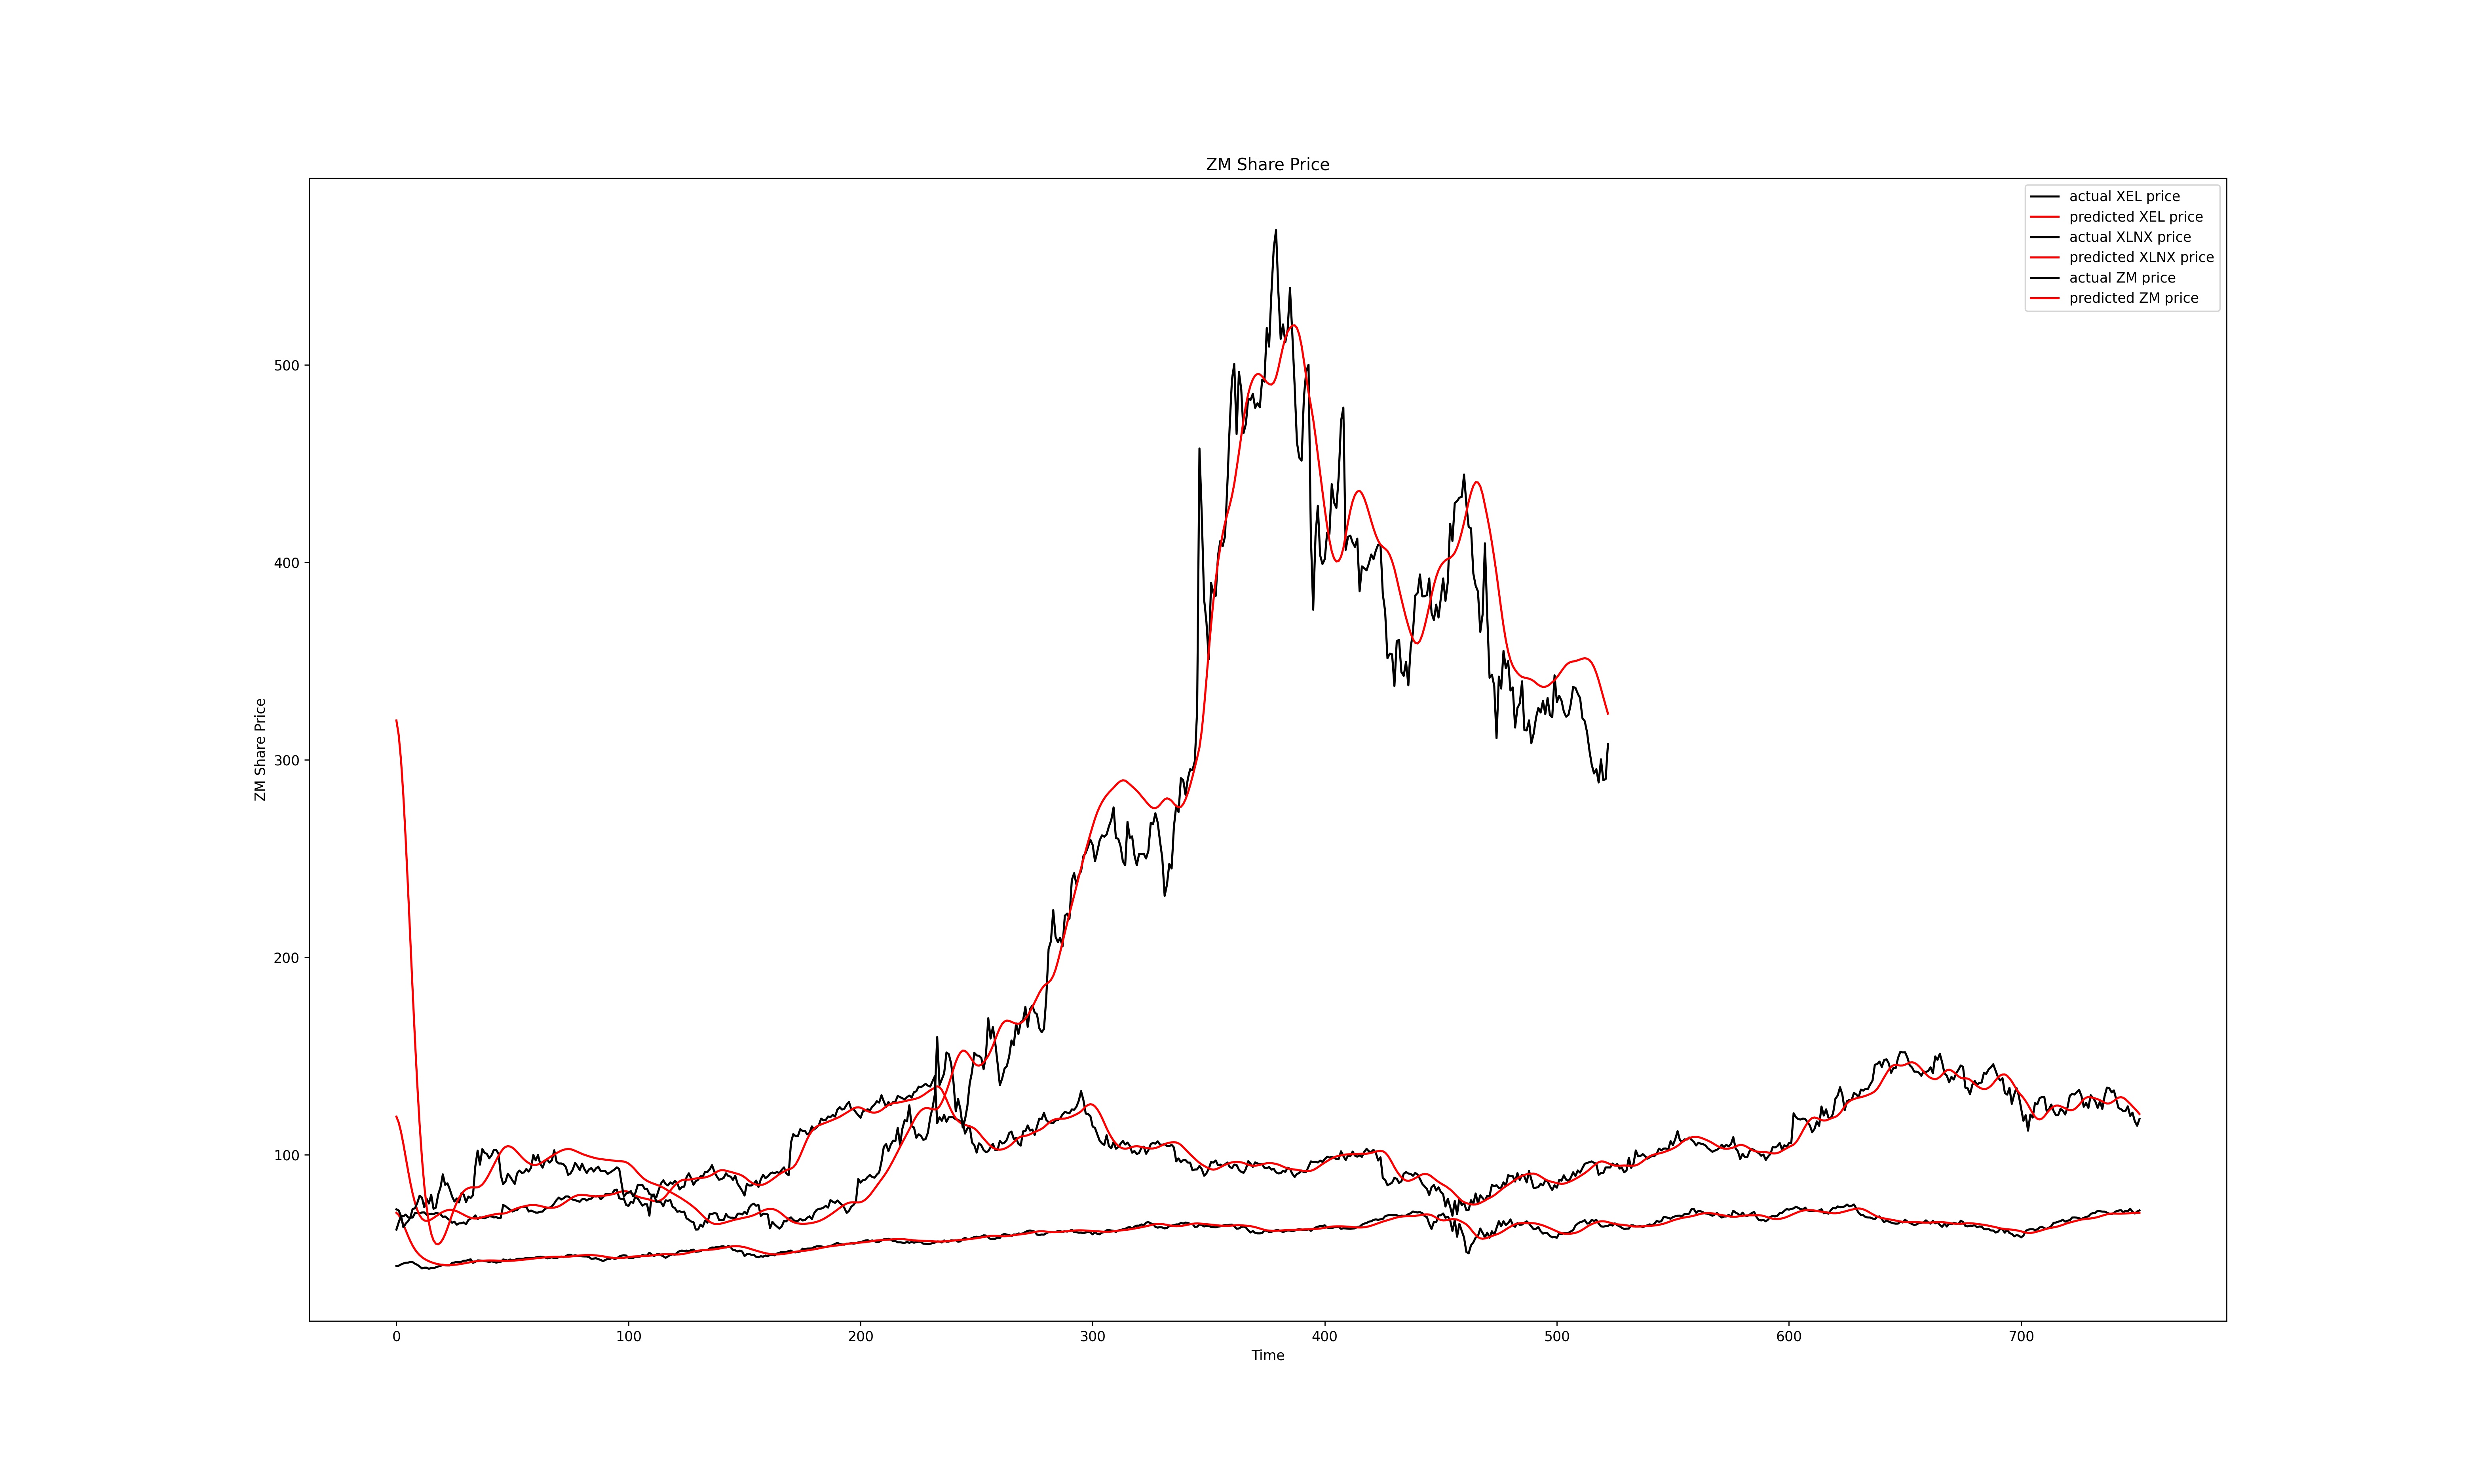 ZM Share Price
actual XEL price
predicted XEL price
actual XLNX price
predicted XLNX price
actual ZM price
predicted ZM price
ZM Share Price
500
400
300
200
100
0 100 200 300 400 500 600 700
Time